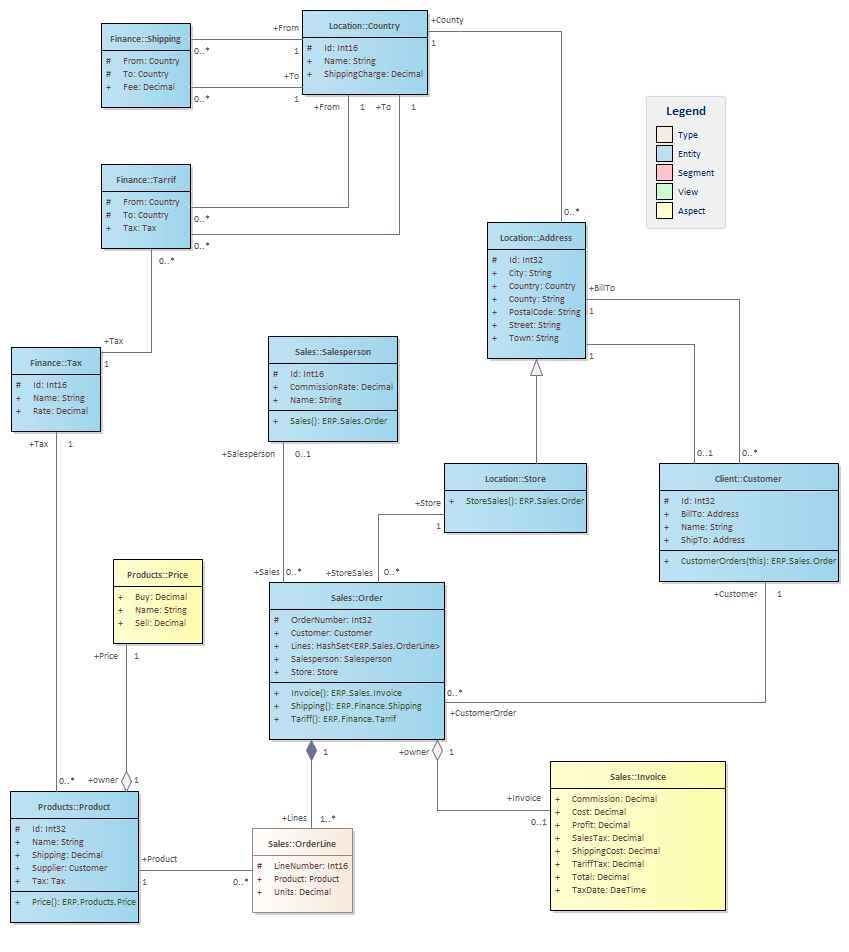 Finance::Shipping
# From: Country
# To: Country
+ Fee: Decimal
+From
0..*
1
+To
0..*
1
Location::Country
# Id: Int16
+ Name: String
+ ShippingCharge: Decimal
+County
1
+From
1
+To
1
Legend
Type
Entity
Segment
View
Aspect
Finance::Tarrif
# From: Country
# To: Country
+ Tax: Tax
0..*
0..*
0..*
0..*
Location::Address
# Id: Int32
+ City: String
+ Country: Country
+ County: String
+ PostalCode: String
+ Street: String
+ Town: String
+BillTo
1
1
+Tax
1
Finance::Tax
# Id: Int16
+ Name: String
+ Rate: Decimal
+Tax
1
Sales::Salesperson
# Id: Int16
+ CommissionRate: Decimal
+ Name: String
+ Sales(): ERP.Sales.Order
+Salesperson
0..1
0..1
0..*
Location::Store
+ StoreSales(): ERP.Sales.Order
+Store
1
Client::Customer
# Id: Int32
+ BillTo: Address
+ Name: String
+ ShipTo: Address
+ CustomerOrders(this): ERP.Sales.Order
+Customer
1
Products::Price
+ Buy: Decimal
+ Name: String
+ Sell: Decimal
+Price
1
+Sales
0..*
+StoreSales
0..*
Sales::Order
# OrderNumber: Int32
+ Customer: Customer
+ Lines: HashSet<ERP.Sales.OrderLine>
+ Salesperson: Salesperson
+ Store: Store
+ Invoice(): ERP.Sales.Invoice
+ Shipping(): ERP.Finance.Shipping
+ Tariff(): ERP.Finance.Tarrif
0..*
+CustomerOrder
1
+owner
1
0..*
+owner
1
Products::Product
# Id: Int32
+ Name: String
+ Shipping: Decimal
+ Supplier: Customer
+ Tax: Tax
+ Price(): ERP.Products.Price
+Product
1
0..*
+Lines
1..*
Sales::OrderLine
# LineNumber: Int16
+ Product: Product
+ Units: Decimal
+Invoice
0..1
Sales::Invoice
+ Commission: Decimal
+ Cost: Decimal
+ Profit: Decimal
+ SalesTax: Decimal
+ ShippingCost: Decimal
+ TariffTax: Decimal
+ Total: Decimal
+ TaxDate: DaeTime